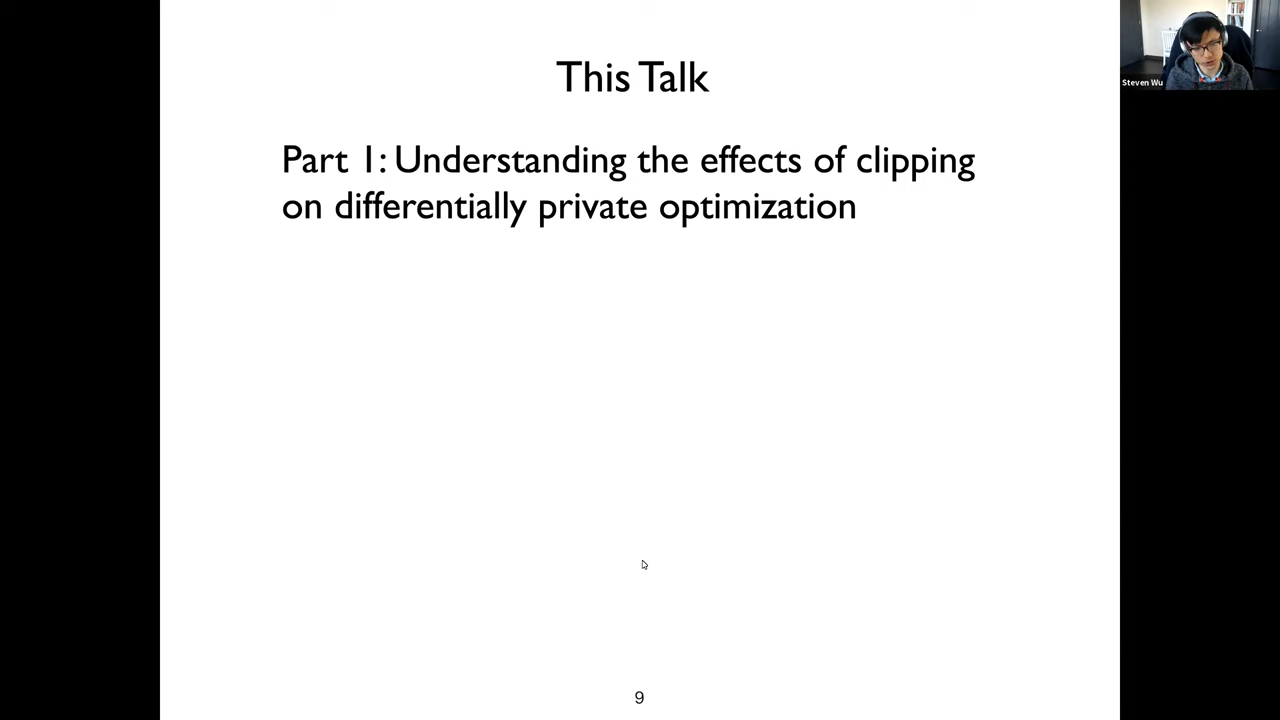 This Talk
Steven Wu
Part 1: Understanding the effects of clipping
on differentially private optimization
9